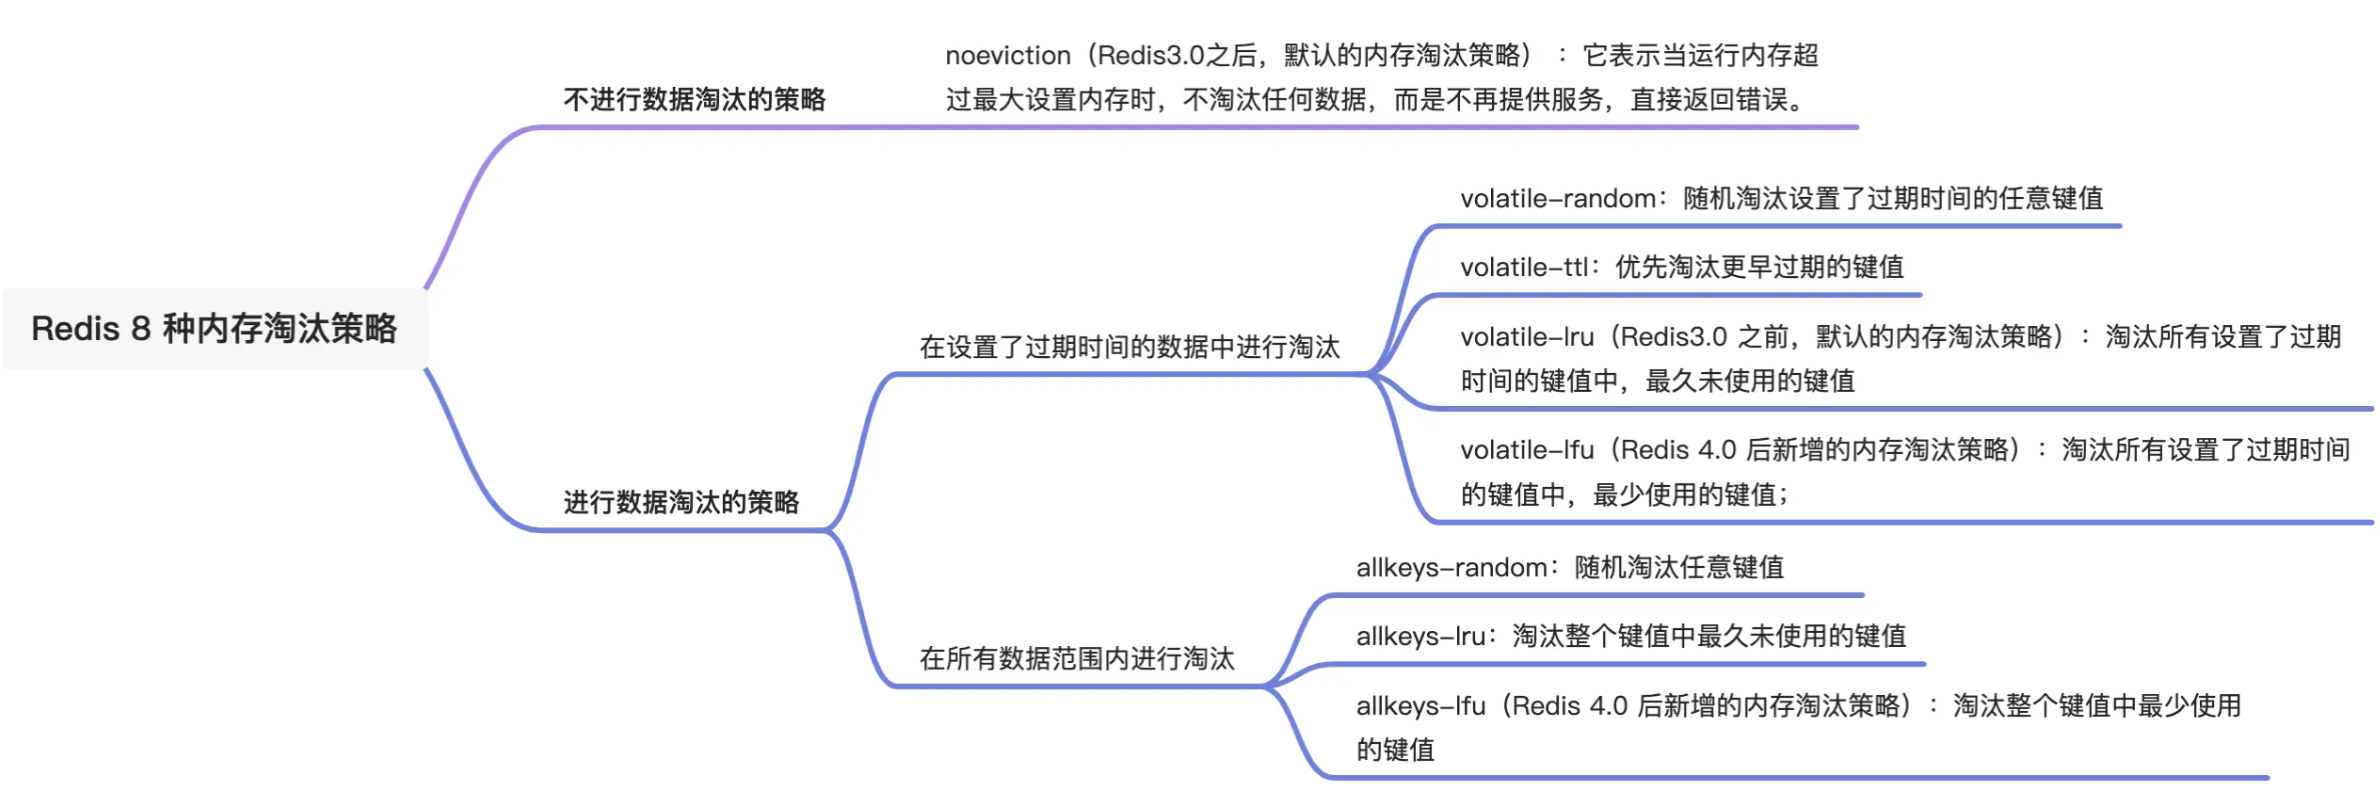 Redis 8 种内存淘汰策略
不进行数据淘汰的策略
noeviction（Redis3.0之后，默认的内存淘汰策略）：它表示当运行内存超
过最大设置内存时，不淘汰任何数据，而是不再提供服务，直接返回错误。
进行数据淘汰的策略
在设置了过期时间的数据中进行淘汰
volatile-random：随机淘汰设置了过期时间的任意键值
volatile-ttl：优先淘汰更早过期的键值
volatile-lru（Redis3.0 之前，默认的内存淘汰策略）：淘汰所有设置了过期
时间的键值中，最久未使用的键值
volatile-lfu（Redis 4.0 后新增的内存淘汰策略）：淘汰所有设置了过期时间
的键值中，最少使用的键值；
在所有数据范围内进行淘汰
allkeys-random：随机淘汰任意键值
allkeys-lru：淘汰整个键值中最久未使用的键值
allkeys-lfu（Redis 4.0 后新增的内存淘汰策略）：淘汰整个键值中最少使用
的键值